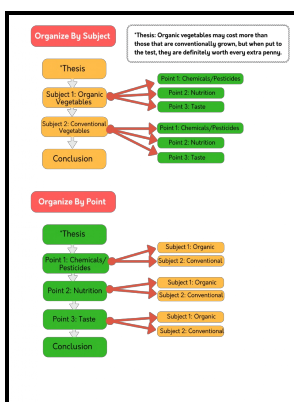 Organize By Subject
*Thesis: Organic vegetables may cost more than
those that are conventionally grown, but when put to
the test, they are definitely worth every extra penny.
*Thesis
Subject 1: Organic
Vegetables
Point 1: Chemicals/Pesticides
Point 2: Nutrition
Point 3: Taste
Subject 2: Conventional
Vegetables
Point 1: Chemicals/Pesticides
Point 2: Nutrition
Point 3: Taste
Conclusion
Organize By Point
*Thesis
Point 1: Chemicals/
Pesticides
Subject 1: Organic
Subject 2: Conventional
Point 2: Nutrition
Subject 1: Organic
Subject 2: Conventional
Point 3: Taste
Subject 1: Organic
Subject 2: Conventional
Conclusion